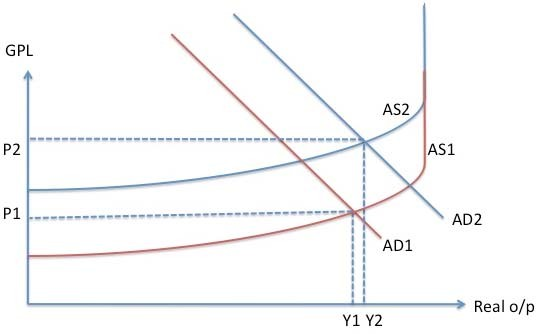 GPL
AS2
P2
AS1
P1
AD2
AD1
Real o/p
Y1 Y2